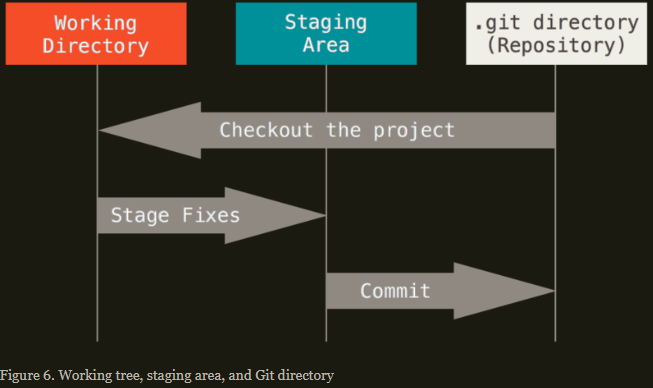 Working
Directory
Staging
Area
.git directory
(Repository)
Checkout the project
Stage Fixes
Commit
Figure 6. Working tree, staging area, and Git directory